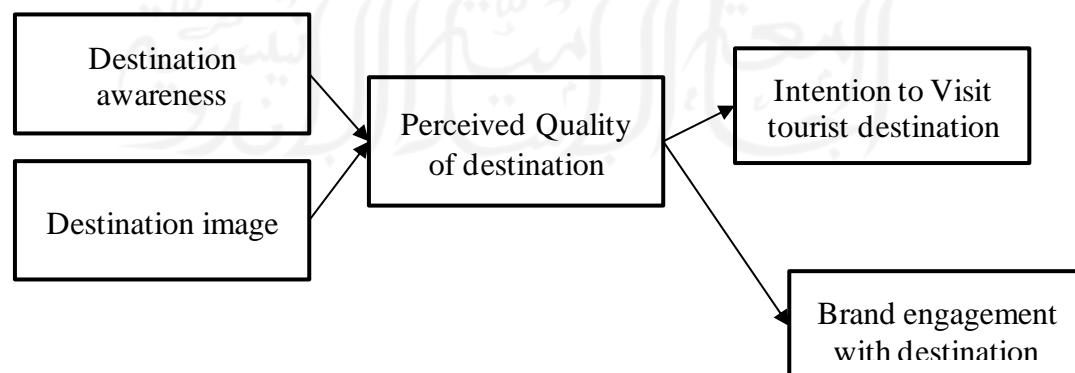 Destination
awareness
Destination image
Perceived Quality
of destination
Intention to Visit
tourist destination
Brand engagement
with destination